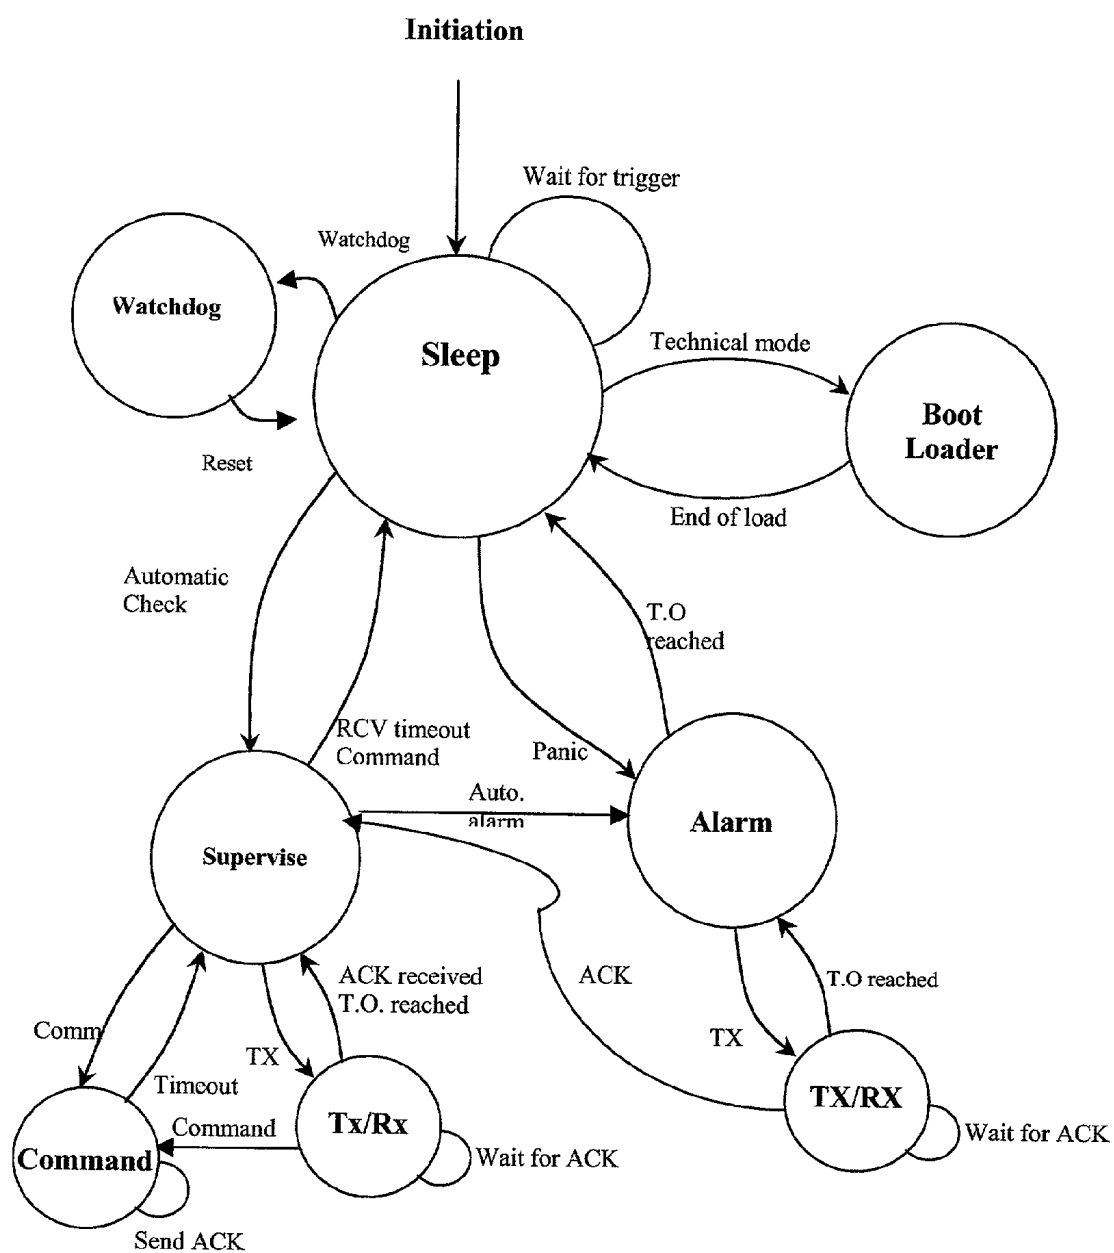 Initiation
Wait for trigger
Watchdog
Watchdog
Sleep
Technical mode
Boot
Loader
Reset
End of load
Automatic
Check
T.O
reached
RCV timeout
Command
Panic
Auto.
alarm
Alarm
Supervise
ACK received
T.O. reached
ACK
T.O reached
Comm
TX
TX
Timeout
TX/RX
Command
Tx/Rx
Wait for ACK
Command
Wait for ACK
Send ACK